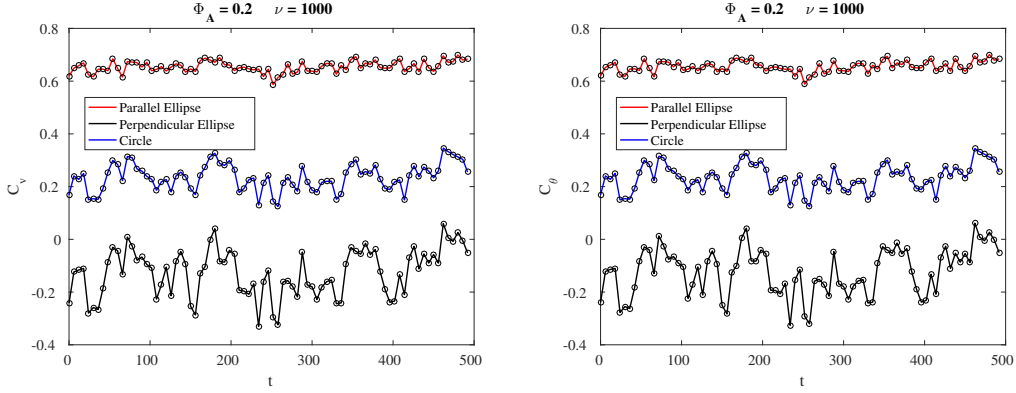 Φ_A = 0.2 ν = 1000
0.8
0.6
0.4
0.2
0
-0.2
-0.4
C_v
Parallel Ellipse
Perpendicular Ellipse
Circle
0 100 200 300 400 500
t
Φ_A = 0.2 ν = 1000
0.8
0.6
0.4
0.2
0
-0.2
-0.4
C_θ
Parallel Ellipse
Perpendicular Ellipse
Circle
0 100 200 300 400 500
t